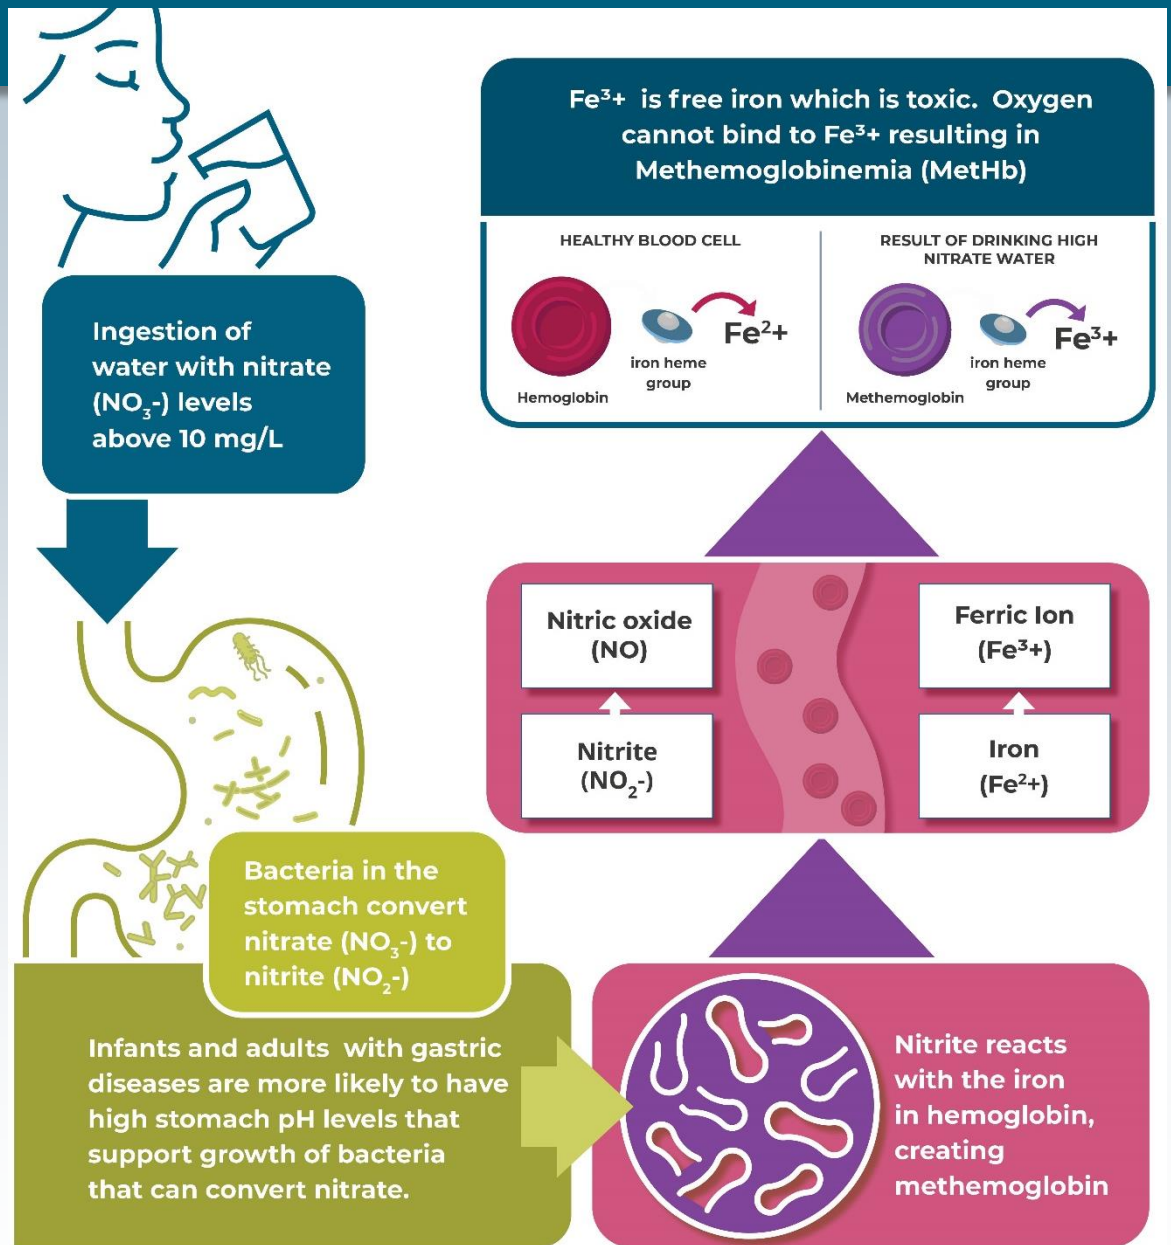 Ingestion of
water with nitrate
(NO₃-) levels
above 10 mg/L
Bacteria in the
stomach convert
nitrate (NO₃-) to
nitrite (NO₂-)
Infants and adults with gastric
diseases are more likely to have
high stomach pH levels that
support growth of bacteria
that can convert nitrate.
Nitrite reacts
with the iron
in hemoglobin,
creating
methemoglobin
Nitric oxide
(NO)
Nitrite
(NO₂-)
Ferric Ion
(Fe³+)
Iron
(Fe²+)
Fe³+ is free iron which is toxic. Oxygen
cannot bind to Fe³+ resulting in
Methemoglobinemia (MetHb)
HEALTHY BLOOD CELL
Fe²+
iron heme
group
Hemoglobin
RESULT OF DRINKING HIGH
NITRATE WATER
Fe³+
iron heme
group
Methemoglobin